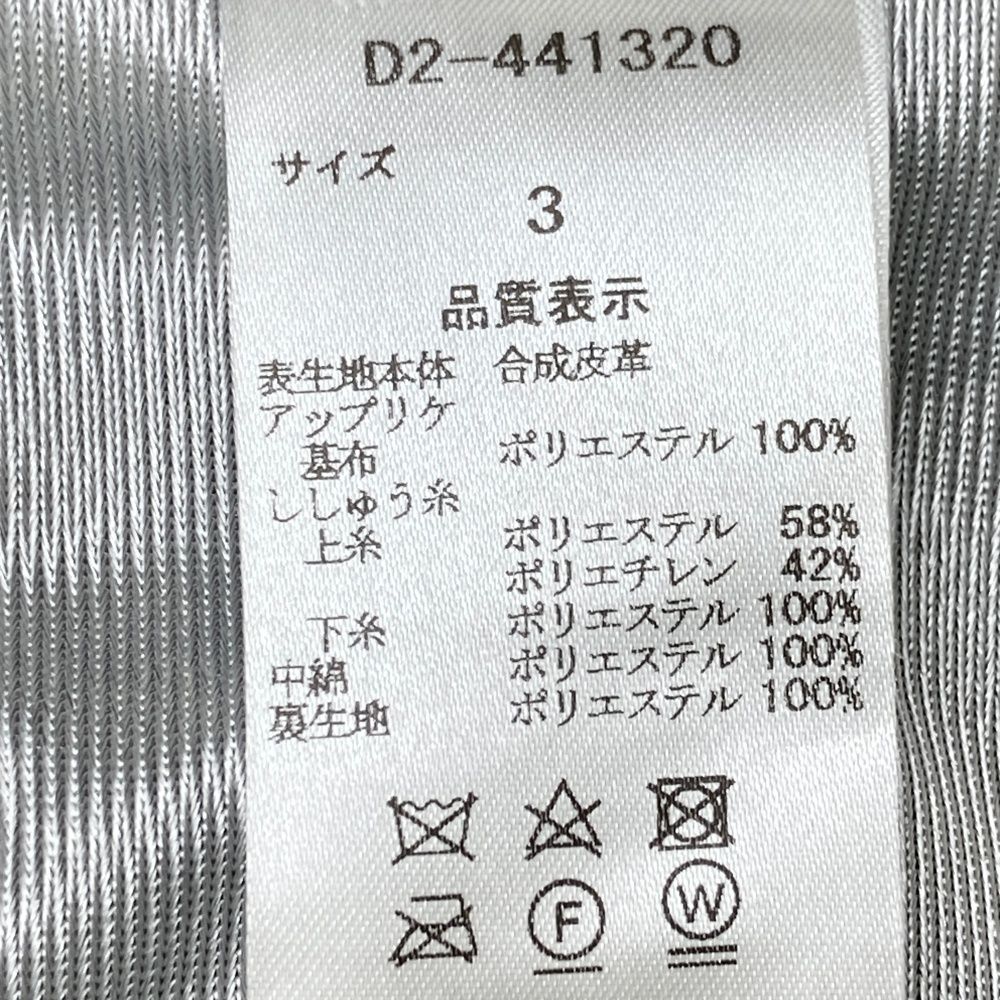 D2-441320
サイズ
3
品質表示
表生地本体 合成皮革
アップリケ
基布 ポリエステル 100%
ししゅう糸
上糸 ポリエステル 58%
ポリエチレン 42%
下糸 ポリエステル 100%
中綿 ポリエステル 100%
裏生地 ポリエステル 100%
F W